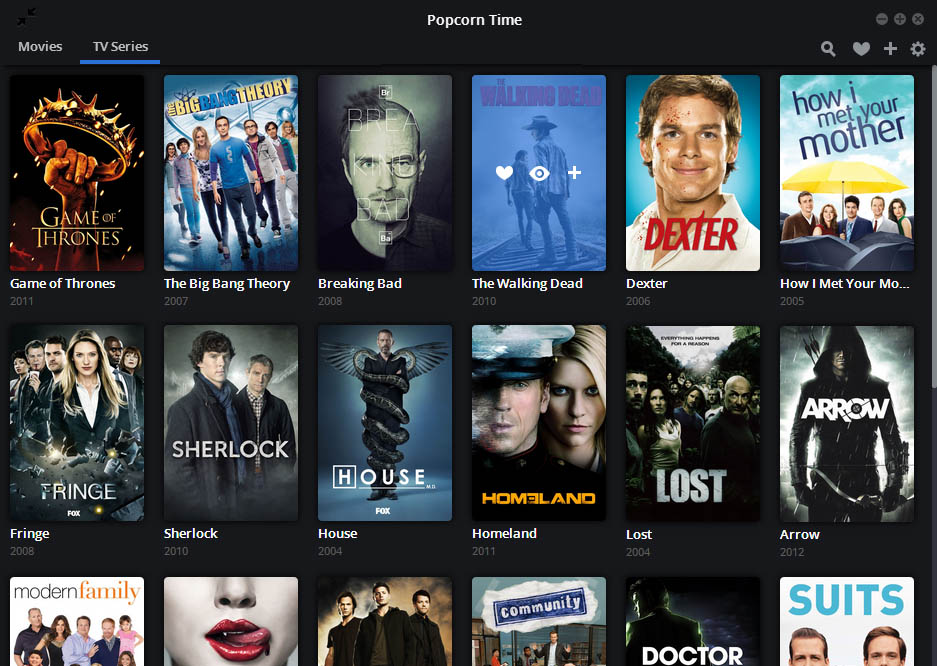 Popcorn Time
Movies
TV Series
GAME OF
THRONES
THE
BIG BANG THEORY
Br
BREA
KING
BAD
Ba
THE
WALKING DEAD
DEXTER
how i
met your
mother
Game of Thrones
The Big Bang Theory
Breaking Bad
The Walking Dead
Dexter
How I Met Your Mo...
2011
2007
2008
2010
2006
2005
FRINGE
FOX
SHERLOCK
HOUSE
M.D.
FOX
HOMELAND
EVERYTHING HAPPENS
FOR A REASON
LOST
ARROW
Fringe
Sherlock
House
Homeland
Lost
Arrow
2008
2010
2004
2011
2004
2012
modern family
community
DOCTOR
SUITS